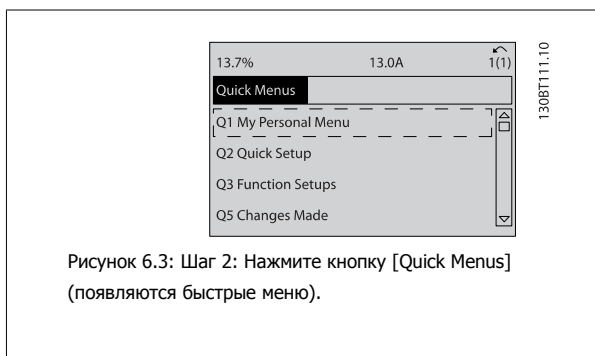 13.7% 13.0A 1(1)
Quick Menus
Q1 My Personal Menu
Q2 Quick Setup
Q3 Function Setups
Q5 Changes Made
130BT111.10
Рисунок 6.3: Шаг 2: Нажмите кнопку [Quick Menus]
(появляются быстрые меню).